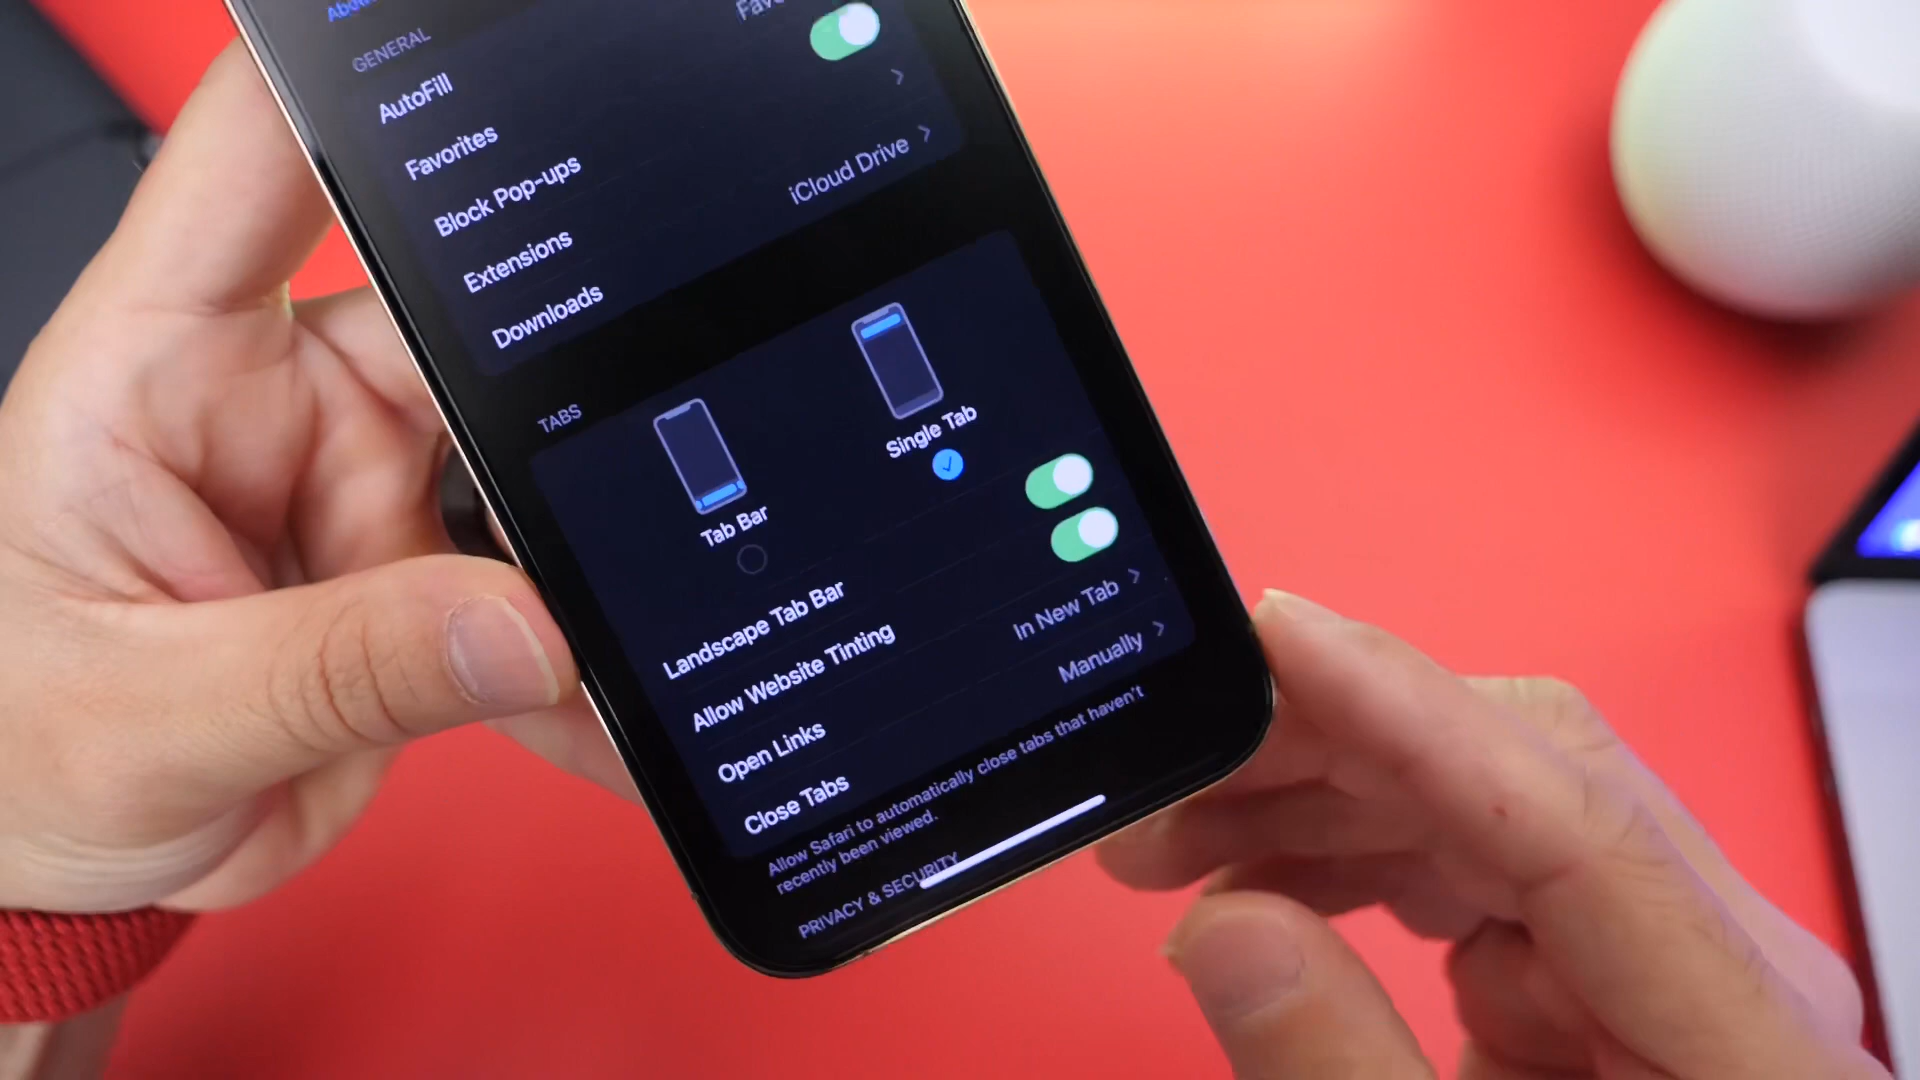 GENERAL
AutoFill
Favorites
Block Pop-ups
Extensions
Downloads iCloud Drive
TABS
Tab Bar Single Tab
Landscape Tab Bar
Allow Website Tinting
Open Links In New Tab
Close Tabs Manually
Allow Safari to automatically close tabs that haven't
recently been viewed.
PRIVACY & SECURITY